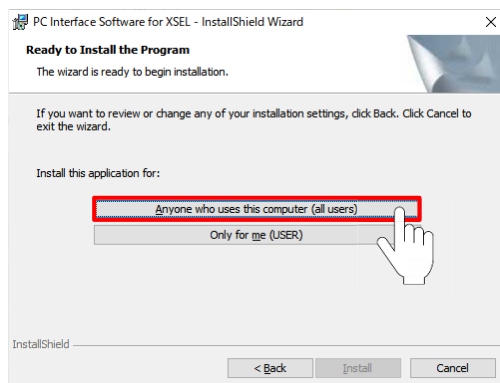 PC Interface Software for XSEL - InstallShield Wizard
Ready to Install the Program
The wizard is ready to begin installation.
If you want to review or change any of your installation settings, click Back. Click Cancel to
exit the wizard.
Install this application for:
Anyone who uses this computer (all users)
Only for me (USER)
InstallShield
< Back Install Cancel